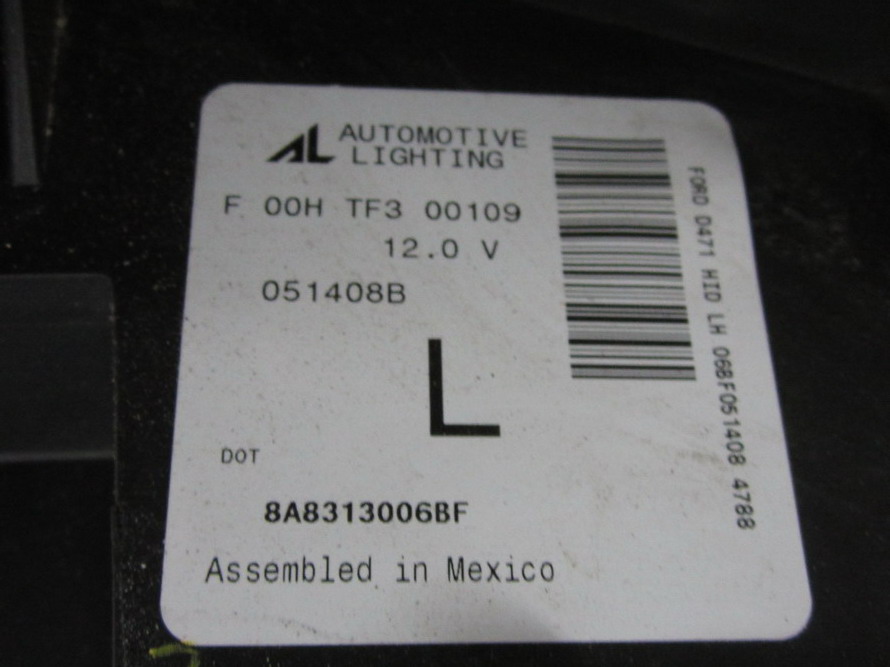 AL AUTOMOTIVE
LIGHTING
F 00H TF3 00109
12.0 V
051408B
L
DOT
8A8313006BF
Assembled in Mexico
FORD D471 HID LH 06BF051408 4788